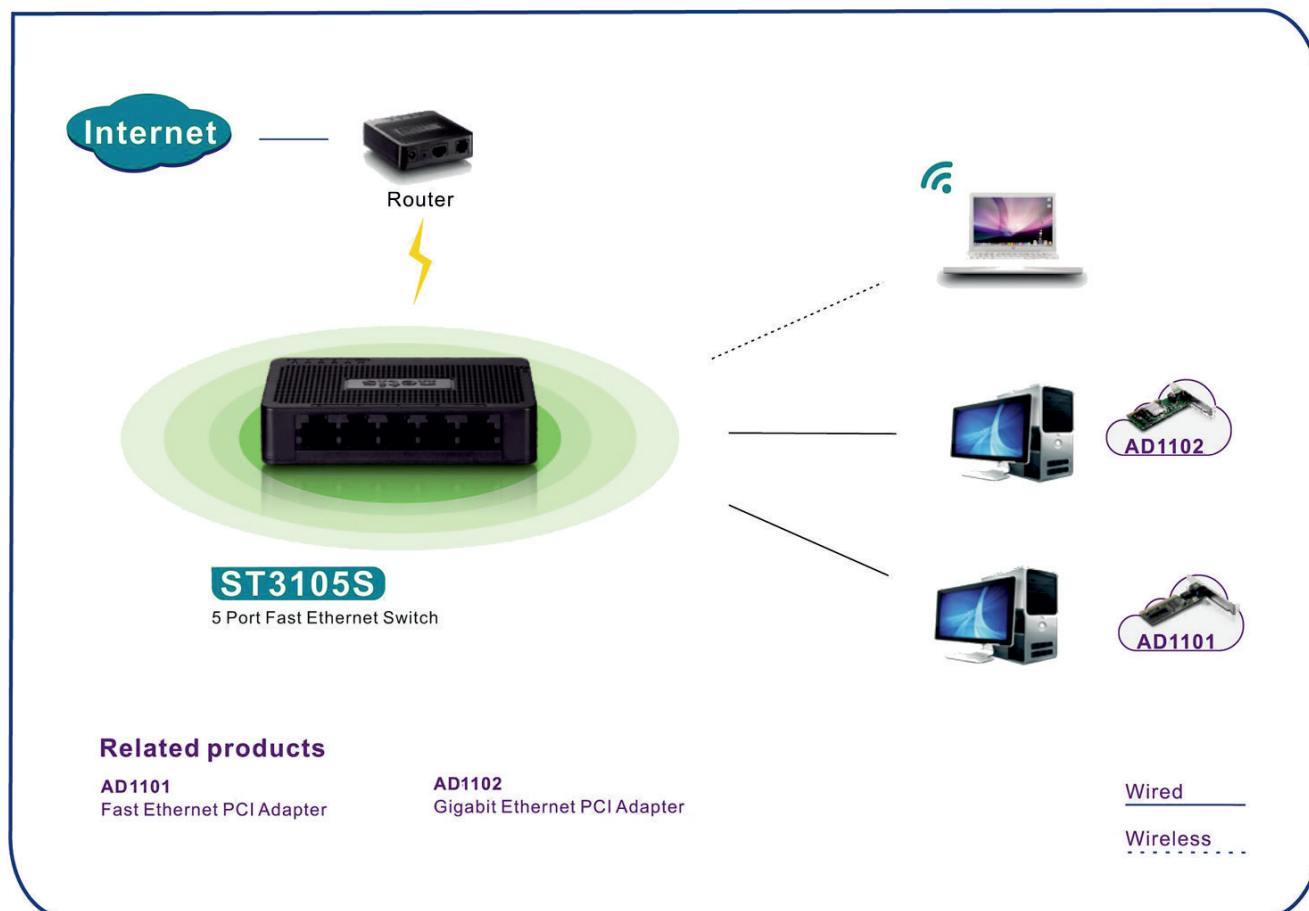 Internet
Router
netis
ST3105S
5 Port Fast Ethernet Switch
AD1102
AD1101
Related products
AD1101
Fast Ethernet PCI Adapter
AD1102
Gigabit Ethernet PCI Adapter
Wired
Wireless